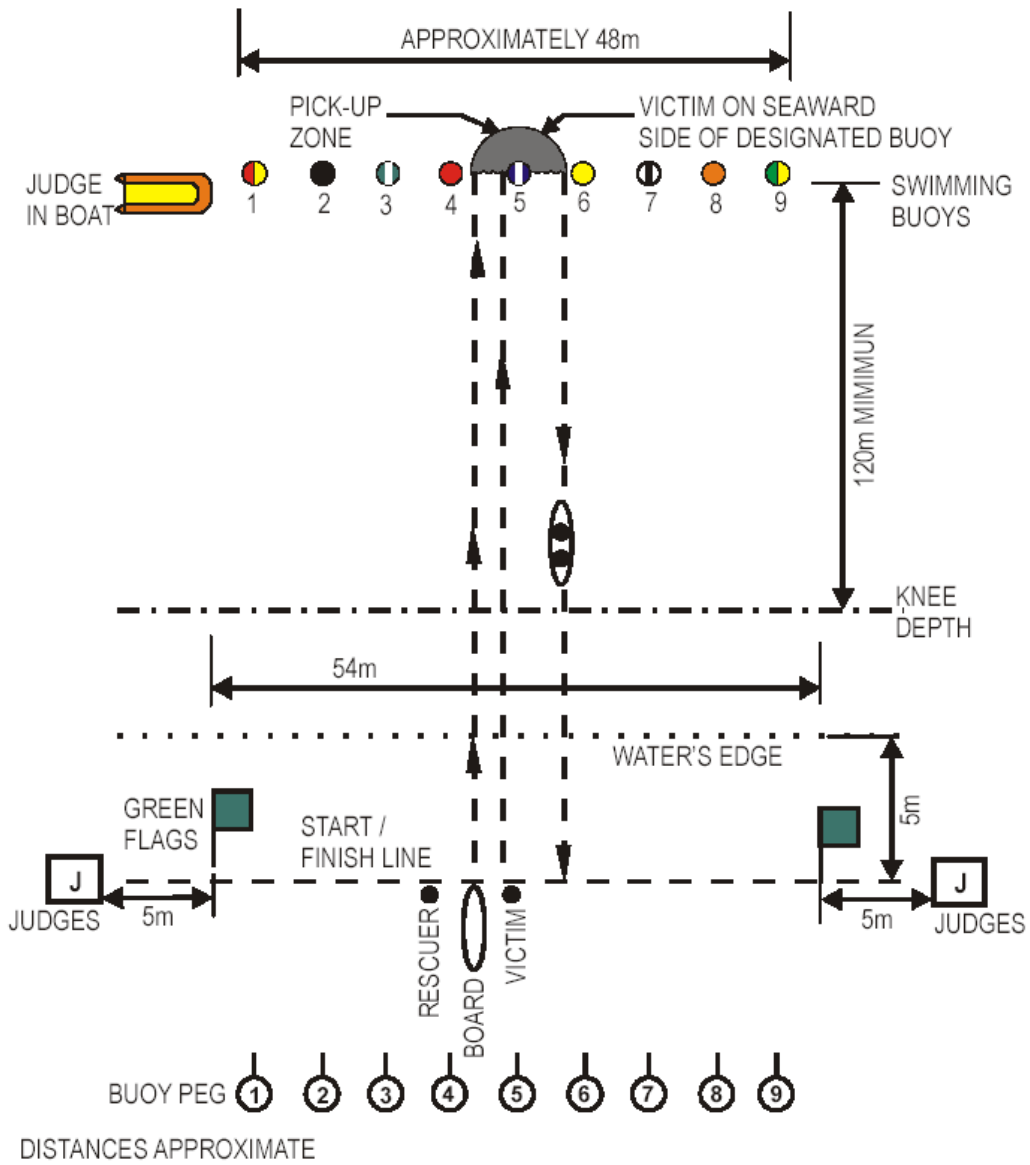 APPROXIMATELY 48m
PICK-UP
ZONE
VICTIM ON SEAWARD
SIDE OF DESIGNATED BUOY
JUDGE
IN BOAT
1 2 3 4 5 6 7 8 9
SWIMMING
BUOYS
120m MIMIMUN
KNEE
DEPTH
54m
WATER'S EDGE
GREEN
FLAGS
START /
FINISH LINE
5m
J
JUDGES
5m
RESCUER
BOARD
VICTIM
5m
J
JUDGES
BUOY PEG 1 2 3 4 5 6 7 8 9
DISTANCES APPROXIMATE